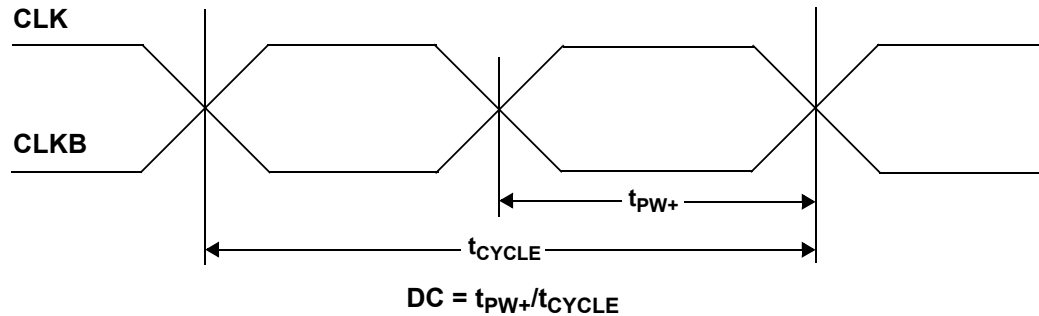 CLK
CLKB
tPW+
tCYCLE
DC = tPW+/tCYCLE